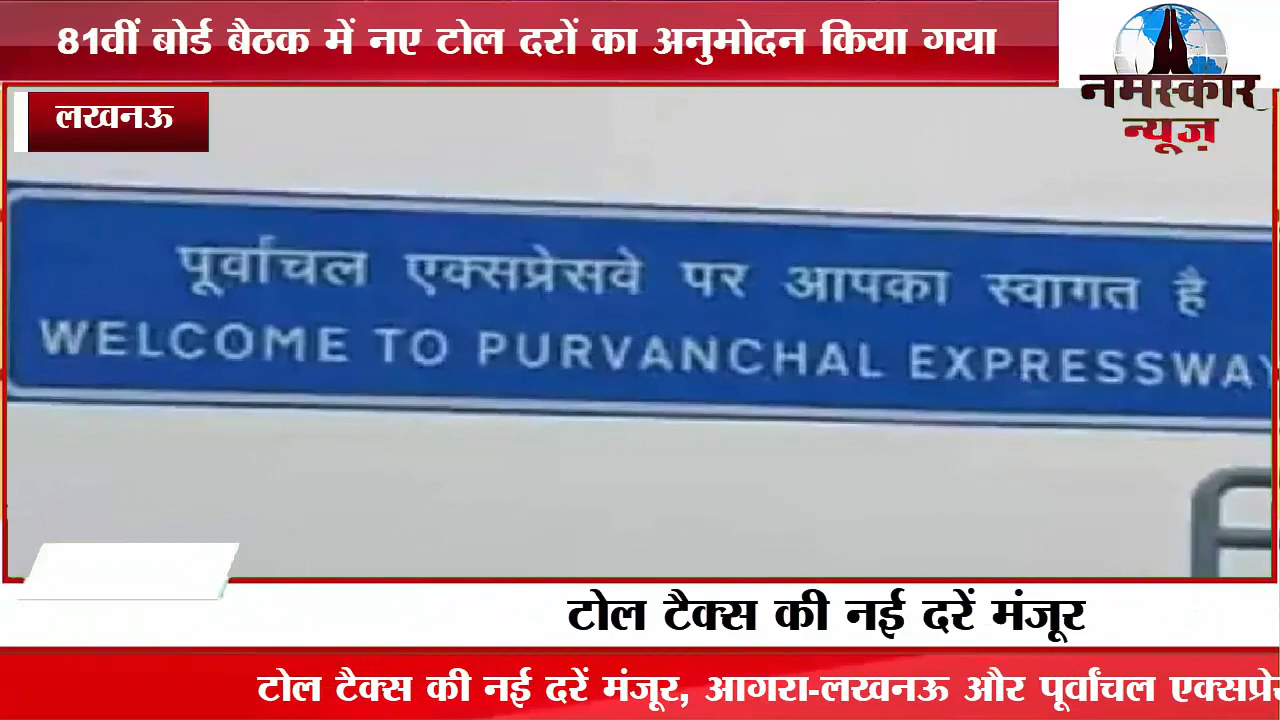 81वीं बोर्ड बैठक में नए टोल दरों का अनुमोदन किया गया
नमस्कार
न्यूज़
लखनऊ
पूर्वांचल एक्सप्रेसवे पर आपका स्वागत है
WELCOME TO PURVANCHAL EXPRESSWAY
टोल टैक्स की नई दरें मंजूर
टोल टैक्स की नई दरें मंजूर, आगरा-लखनऊ और पूर्वांचल एक्सप्रे